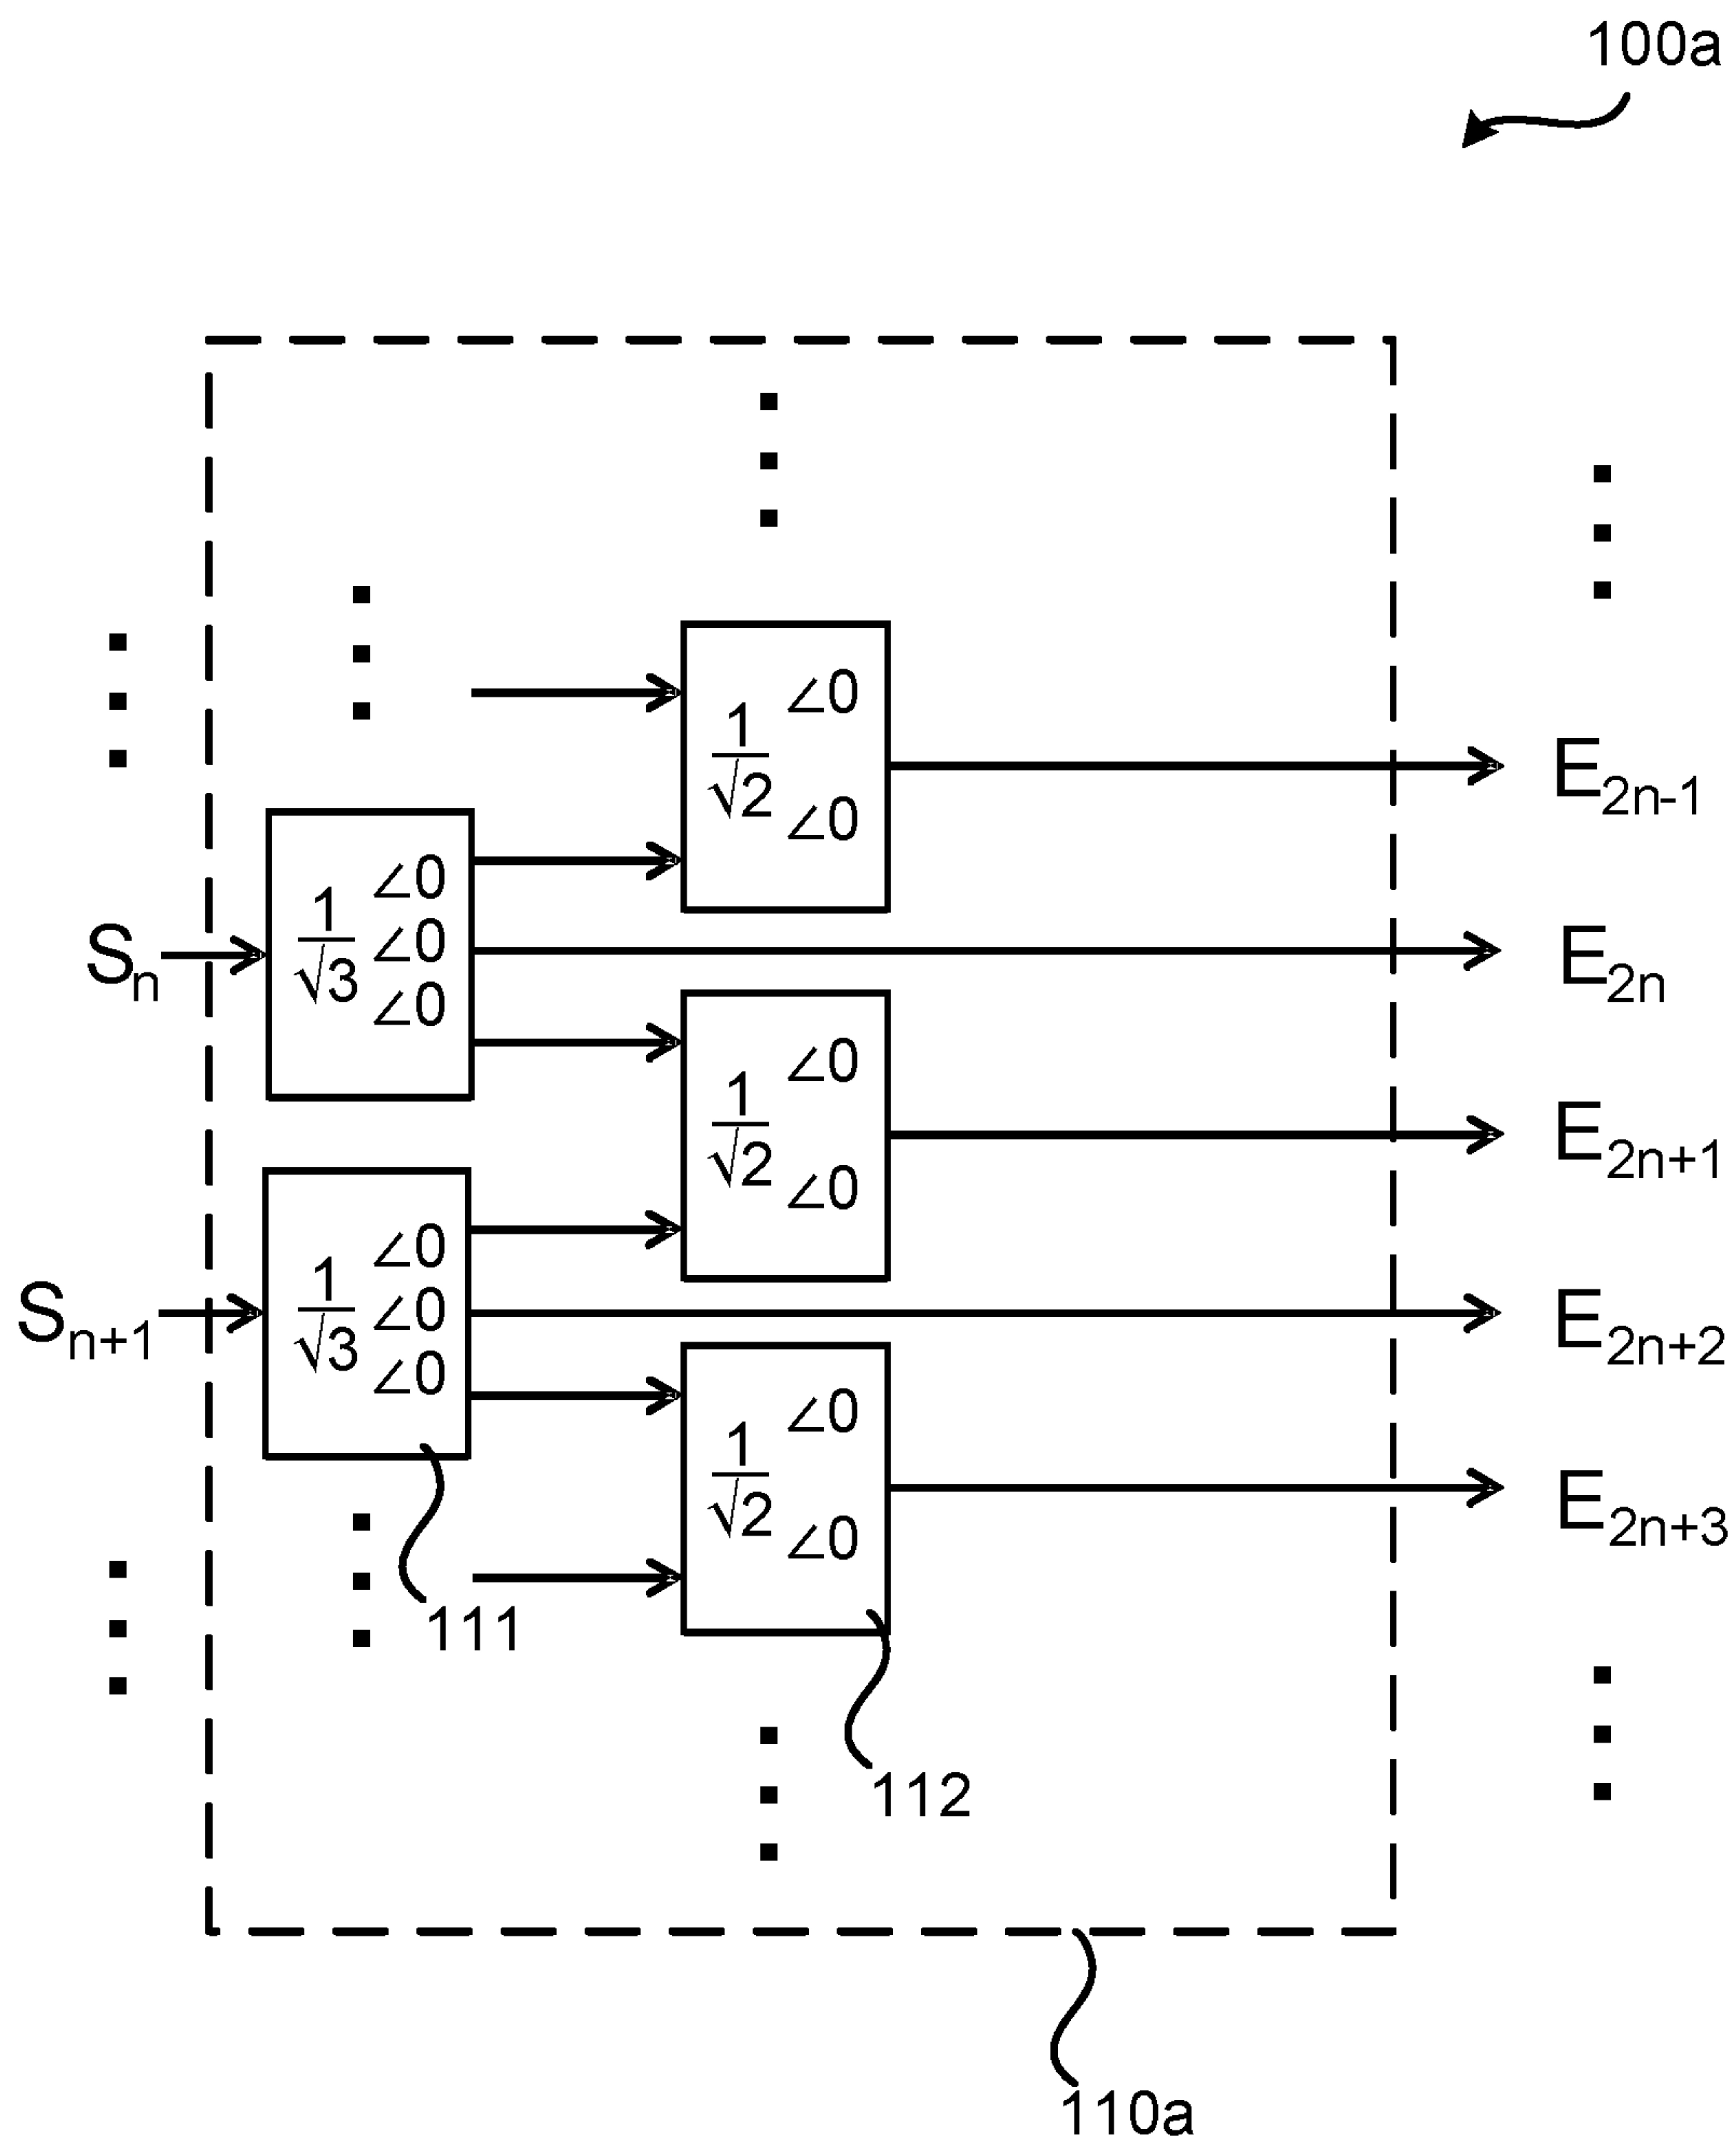 100a
∠0
1/√2
∠0
E2n-1
∠0
Sn
1/√3
∠0
∠0
E2n
∠0
1/√2
∠0
E2n+1
∠0
Sn+1
1/√3
∠0
∠0
E2n+2
∠0
1/√2
∠0
E2n+3
111
112
110a